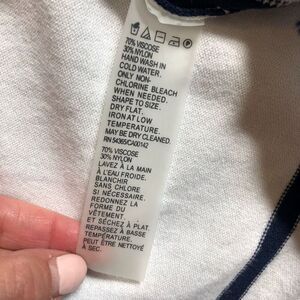 70% VISCOSE
30% NYLON
HAND WASH IN
COLD WATER.
ONLY NON-
CHLORINE BLEACH
WHEN NEEDED.
SHAPE TO SIZE.
DRY FLAT.
IRON AT LOW
TEMPERATURE.
MAY BE DRY CLEANED.
RN 54365/CA00142
70% VISCOSE
30% NYLON
LAVEZ À LA MAIN
À L'EAU FROIDE.
BLANCHIR
SANS CHLORE
SI NÉCESSAIRE.
REDONNEZ LA
FORME DU
VÊTEMENT
ET SÉCHEZ À PLAT.
REPASSEZ À BASSE
TEMPÉRATURE.
PEUT ÊTRE NETTOYÉ
À SEC.